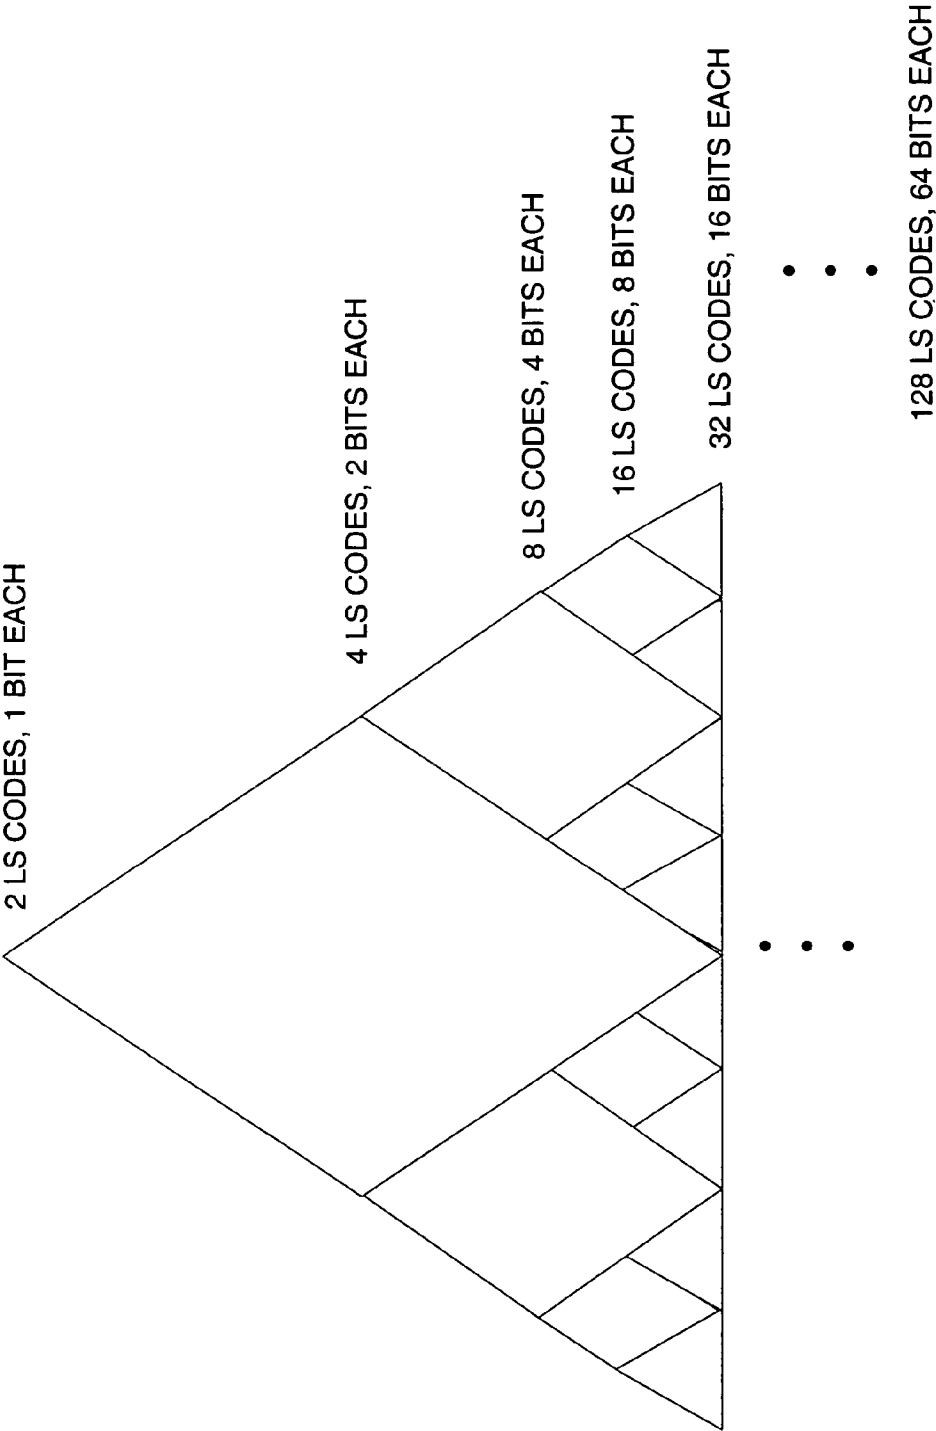 2 LS CODES, 1 BIT EACH
4 LS CODES, 2 BITS EACH
8 LS CODES, 4 BITS EACH
16 LS CODES, 8 BITS EACH
32 LS CODES, 16 BITS EACH
128 LS CODES, 64 BITS EACH